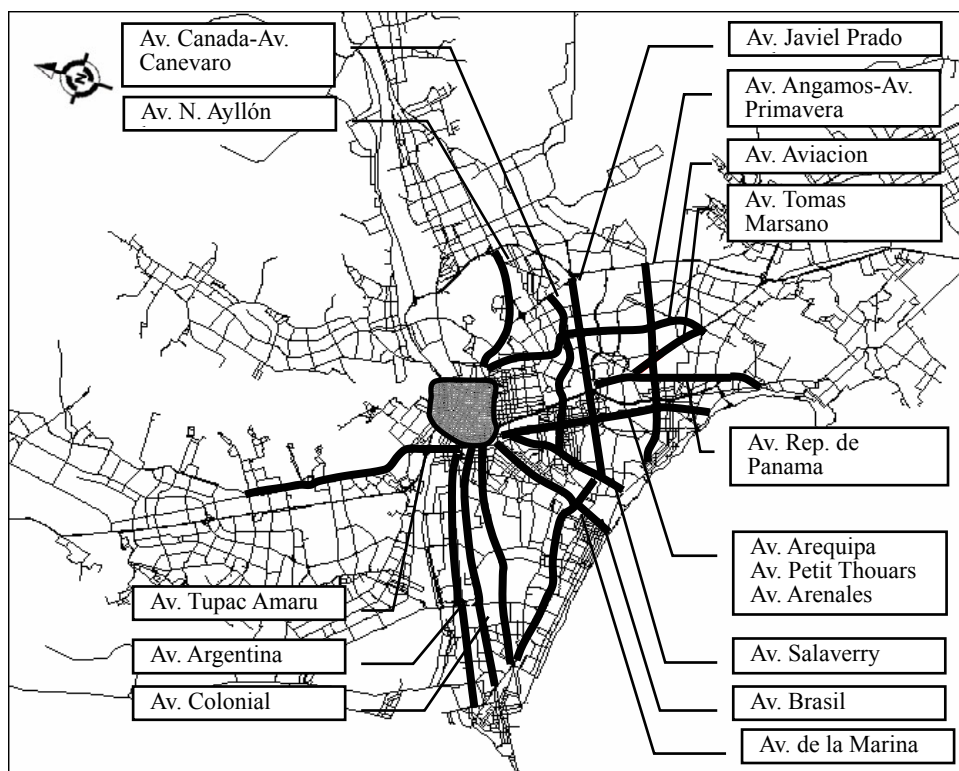 Av. Canada-Av.
Canevaro
Av. N. Ayllón
N
Av. Javiel Prado
Av. Angamos-Av.
Primavera
Av. Aviacion
Av. Tomas
Marsano
Av. Rep. de
Panama
Av. Arequipa
Av. Petit Thouars
Av. Arenales
Av. Tupac Amaru
Av. Argentina
Av. Colonial
Av. Salaverry
Av. Brasil
Av. de la Marina